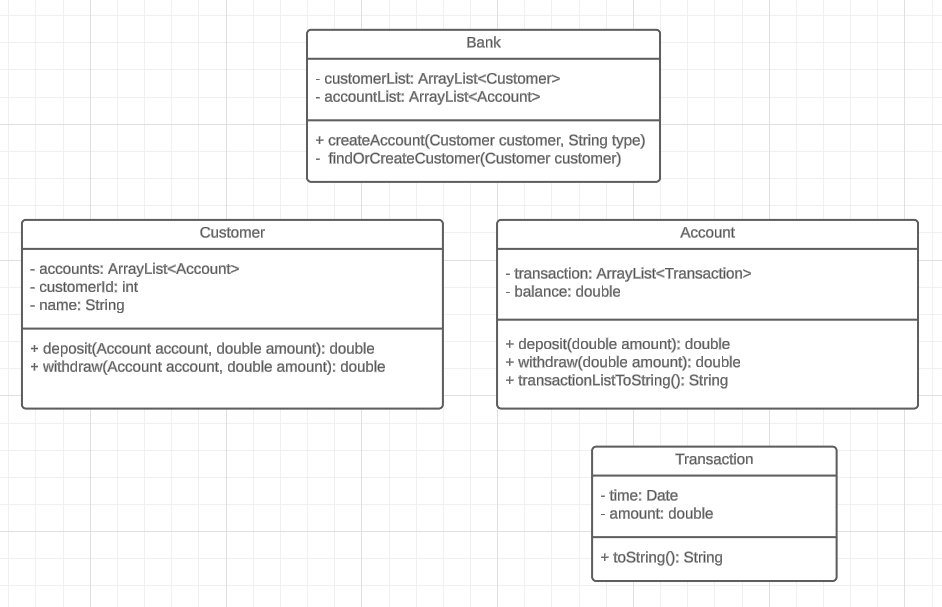 Bank
- customerList: ArrayList<Customer>
- accountList: ArrayList<Account>
+ createAccount(Customer customer, String type)
- findOrCreateCustomer(Customer customer)
Customer
- accounts: ArrayList<Account>
- customerId: int
- name: String
+ deposit(Account account, double amount): double
+ withdraw(Account account, double amount): double
Account
- transaction: ArrayList<Transaction>
- balance: double
+ deposit(double amount): double
+ withdraw(double amount): double
+ transactionListToString(): String
Transaction
- time: Date
- amount: double
+ toString(): String